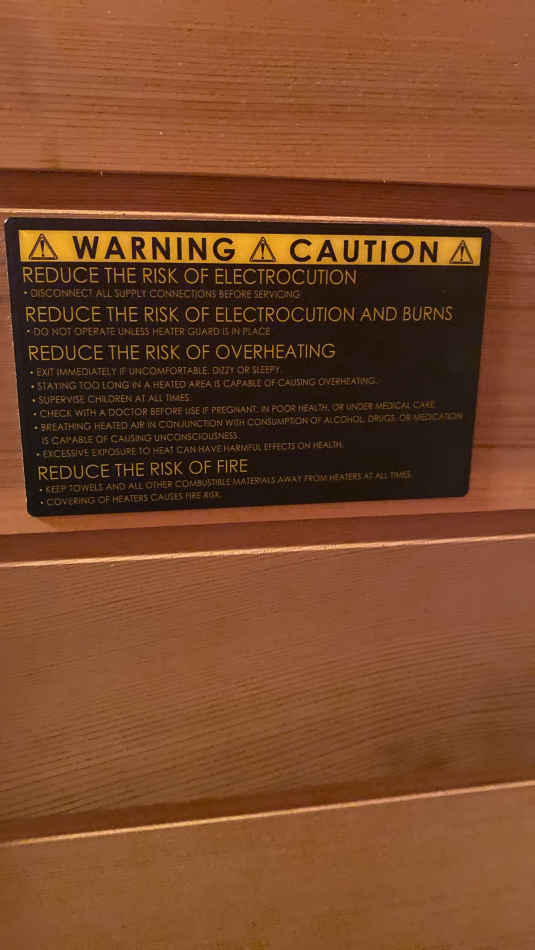 WARNING CAUTION
REDUCE THE RISK OF ELECTROCUTION
• DISCONNECT ALL SUPPLY CONNECTIONS BEFORE SERVICING
REDUCE THE RISK OF ELECTROCUTION AND BURNS
• DO NOT OPERATE UNLESS HEATER GUARD IS IN PLACE
REDUCE THE RISK OF OVERHEATING
• EXIT IMMEDIATELY IF UNCOMFORTABLE, DIZZY OR SLEEPY.
• STAYING TOO LONG IN A HEATED AREA IS CAPABLE OF CAUSING OVERHEATING.
• SUPERVISE CHILDREN AT ALL TIMES.
• CHECK WITH A DOCTOR BEFORE USE IF PREGNANT, IN POOR HEALTH, OR UNDER MEDICAL CARE.
• BREATHING HEATED AIR IN CONJUNCTION WITH CONSUMPTION OF ALCOHOL, DRUGS, OR MEDICATION
IS CAPABLE OF CAUSING UNCONSCIOUSNESS.
• EXCESSIVE EXPOSURE TO HEAT CAN HAVE HARMFUL EFFECTS ON HEALTH.
REDUCE THE RISK OF FIRE
• KEEP TOWELS AND ALL OTHER COMBUSTIBLE MATERIALS AWAY FROM HEATERS AT ALL TIMES.
• COVERING OF HEATERS CAUSES FIRE RISK.